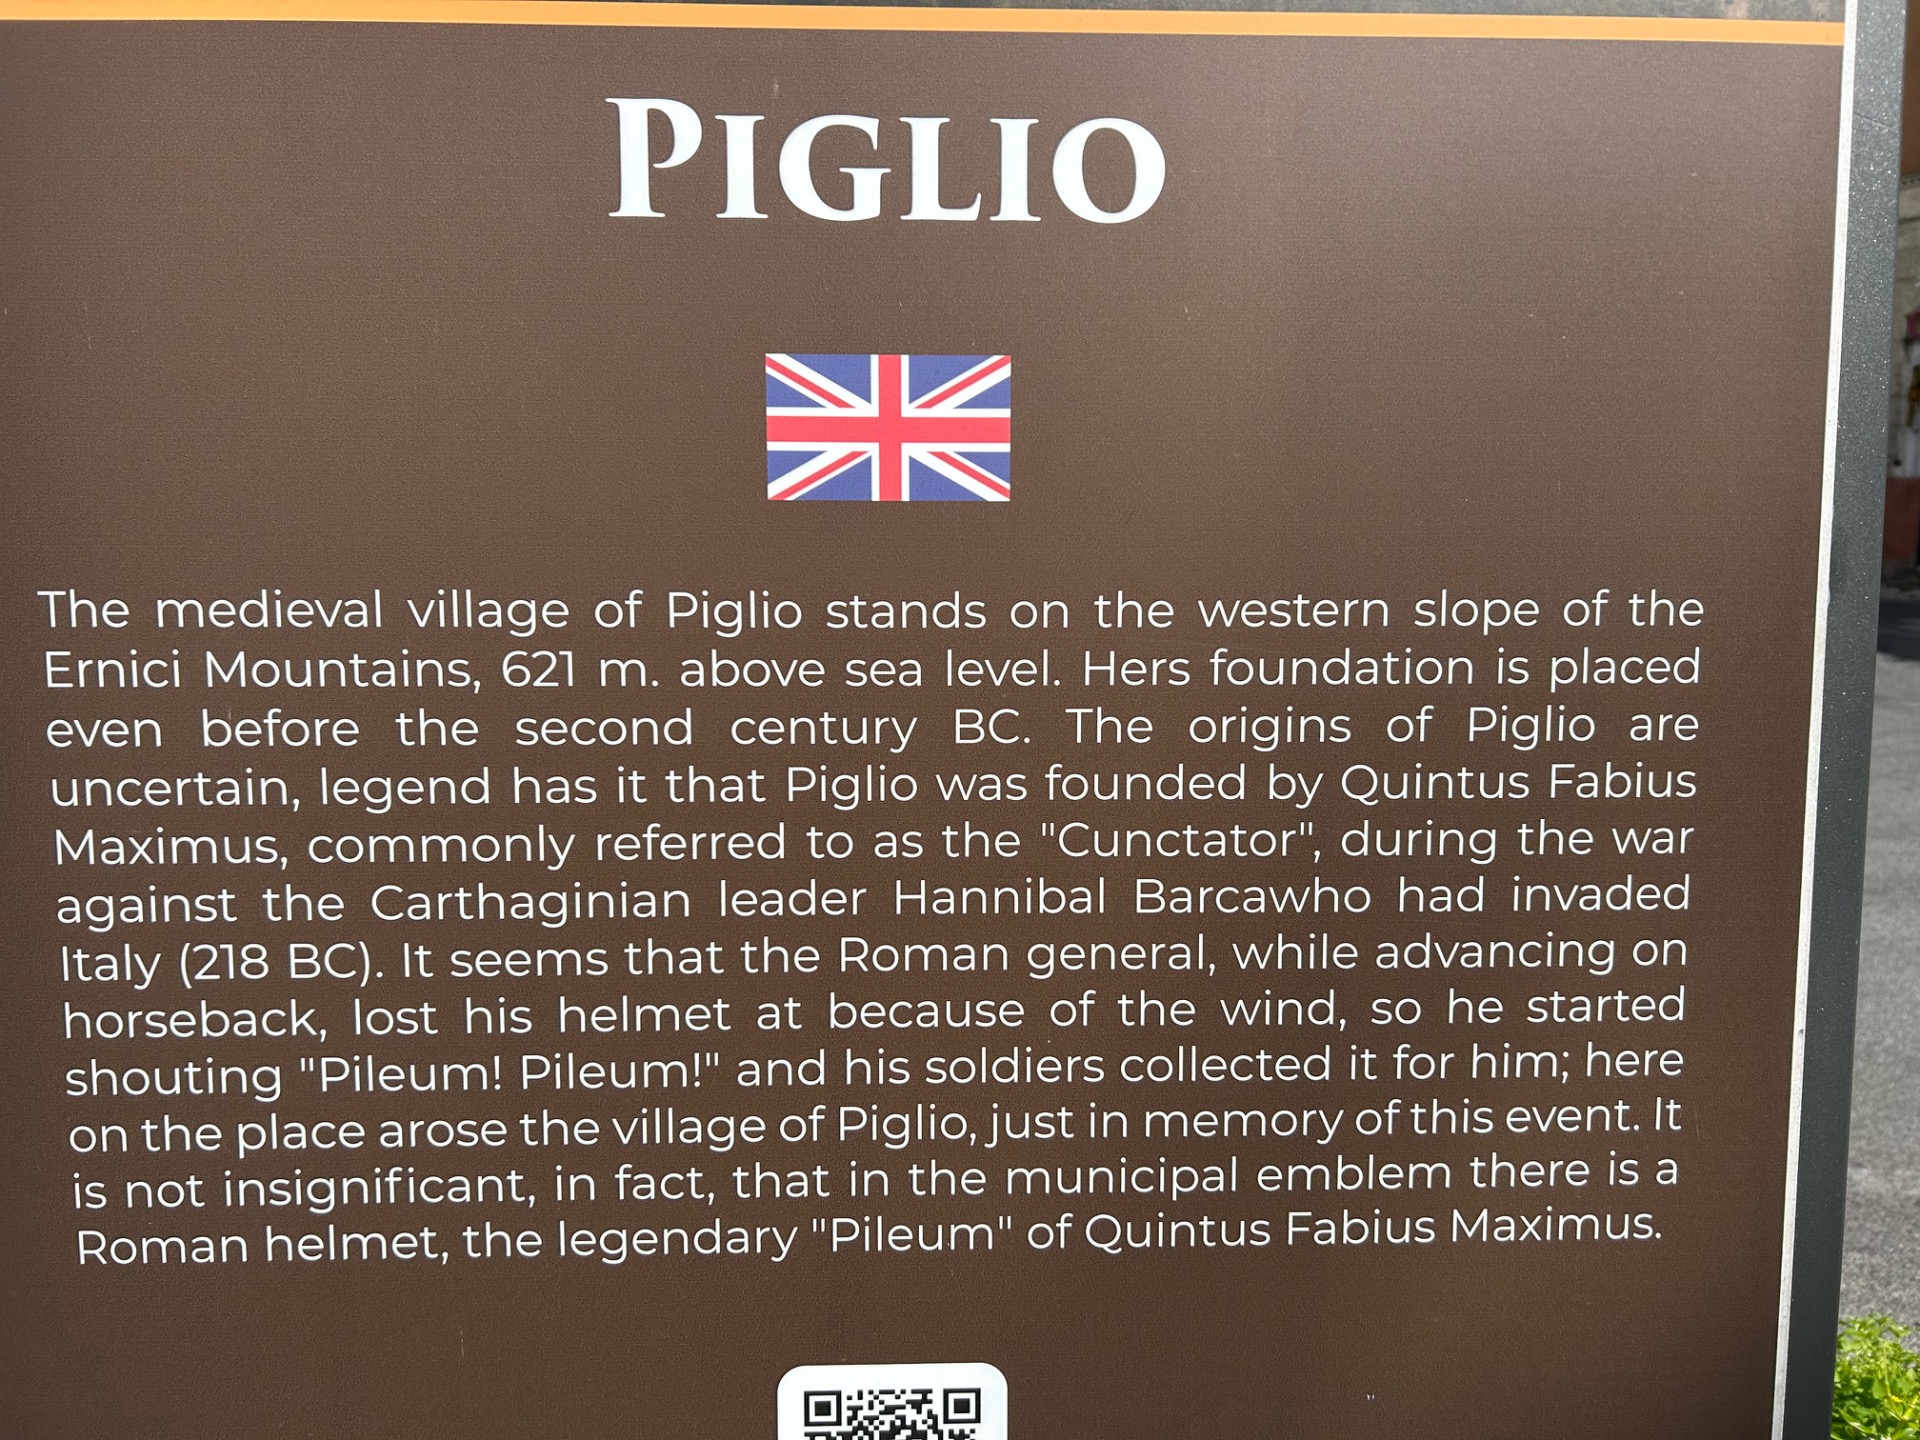 PIGLIO
The medieval village of Piglio stands on the western slope of the
Ernici Mountains, 621 m. above sea level. Hers foundation is placed
even before the second century BC. The origins of Piglio are
uncertain, legend has it that Piglio was founded by Quintus Fabius
Maximus, commonly referred to as the "Cunctator", during the war
against the Carthaginian leader Hannibal Barcawho had invaded
Italy (218 BC). It seems that the Roman general, while advancing on
horseback, lost his helmet at because of the wind, so he started
shouting "Pileum! Pileum!" and his soldiers collected it for him; here
on the place arose the village of Piglio, just in memory of this event. It
is not insignificant, in fact, that in the municipal emblem there is a
Roman helmet, the legendary "Pileum" of Quintus Fabius Maximus.